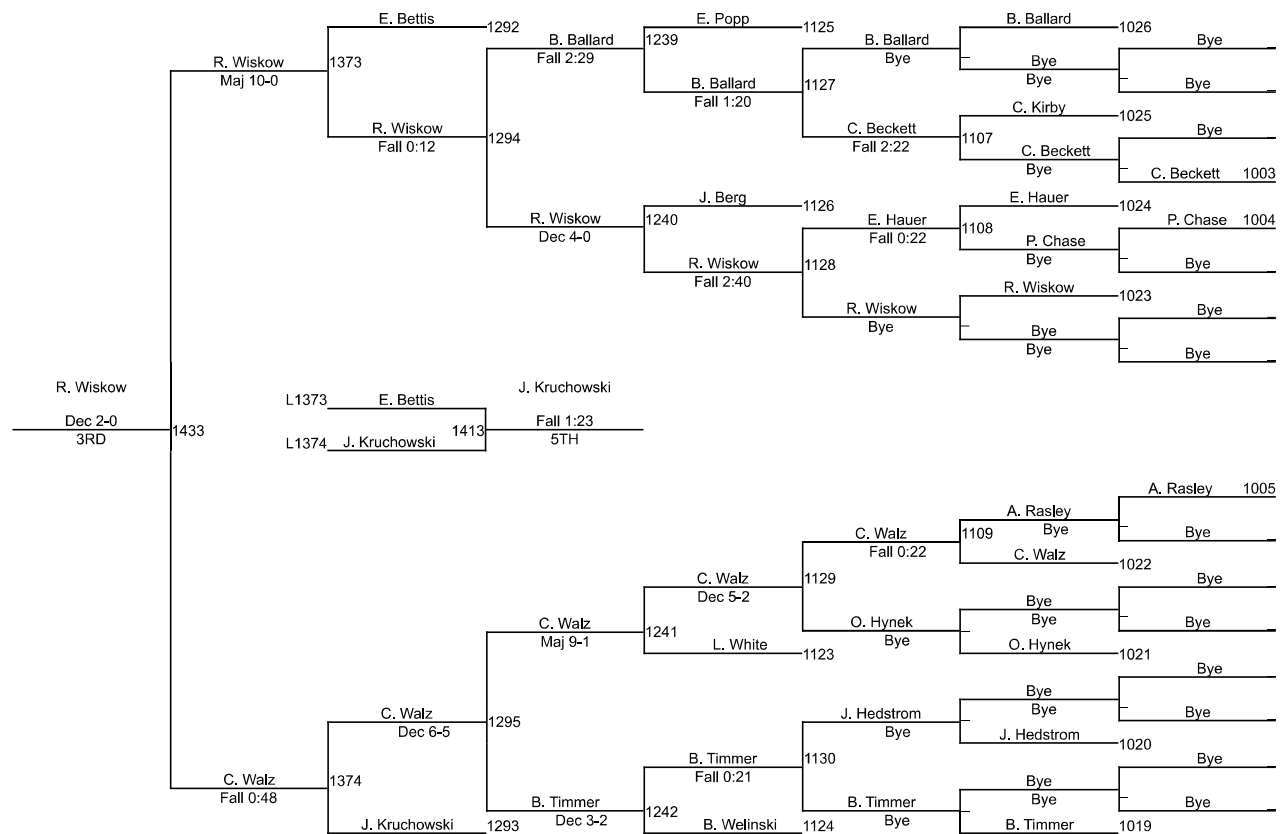 E. Bettis 1292
E. Popp 1125
B. Ballard 1026
B. Ballard 1239
B. Ballard
Bye
Fall 2:29
R. Wiskow 1373
Bye
Bye
Maj 10-0
Bye
Bye
B. Ballard 1127
Fall 1:20
C. Kirby 1025
R. Wiskow 1294
C. Beckett 1107
Bye
Fall 0:12
Fall 2:22
C. Beckett
Bye
C. Beckett 1003
J. Berg 1126
E. Hauer 1024
R. Wiskow 1240
E. Hauer 1108
P. Chase 1004
Dec 4-0
Fall 0:22
P. Chase
Bye
R. Wiskow 1128
Bye
Fall 2:40
R. Wiskow 1023
R. Wiskow
Bye
Bye
Bye
Bye
Bye
R. Wiskow
J. Kruchowski
L1373 E. Bettis
Dec 2-0 1433
1413 Fall 1:23
3RD
5TH
L1374 J. Kruchowski
A. Rasley 1005
A. Rasley
Bye
C. Walz 1109
Bye
Fall 0:22
C. Walz 1022
C. Walz 1129
Bye
Dec 5-2
Bye
Bye
C. Walz 1241
O. Hynek
Bye
Maj 9-1
Bye
L. White 1123
O. Hynek 1021
Bye
Bye
Bye
C. Walz 1295
J. Hedstrom
Bye
Dec 6-5
Bye
J. Hedstrom 1020
B. Timmer 1130
Bye
Fall 0:21
C. Walz 1374
Bye
Bye
Fall 0:48
B. Timmer 1242
B. Timmer
Bye
Dec 3-2
Bye
J. Kruchowski 1293
B. Welinski 1124
B. Timmer 1019